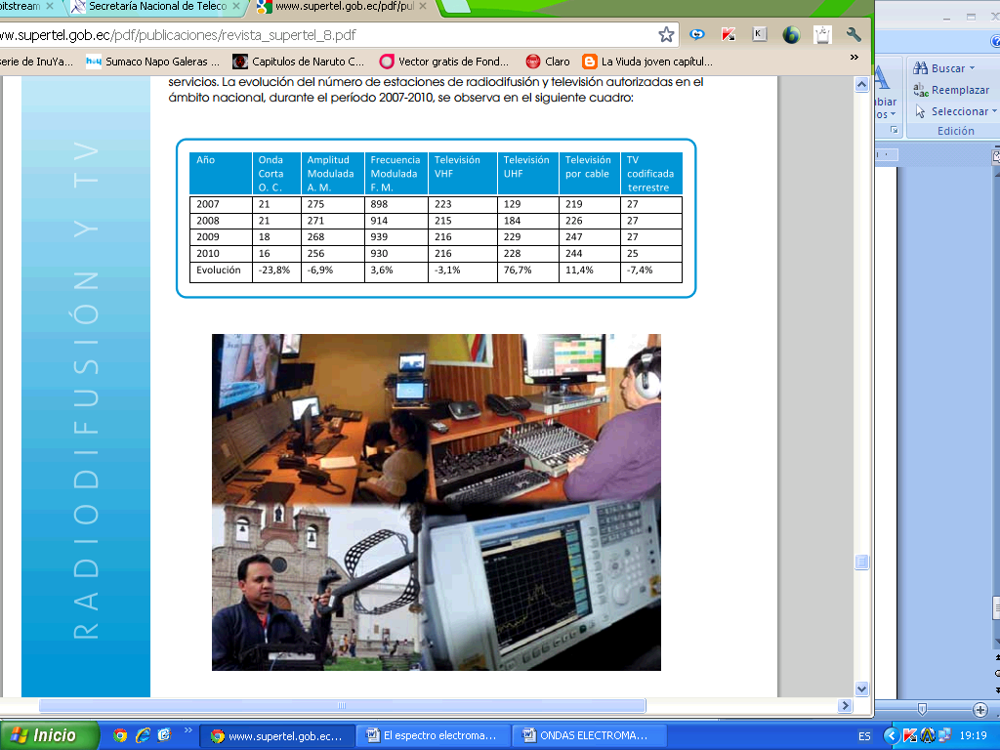 bitstream
Secretaría Nacional de Teleco
www.supertel.gob.ec/pdf/pul
ww.supertel.gob.ec/pdf/publicaciones/revista_supertel_8.pdf
serie de InuYa...
Sumaco Napo Galeras ...
Capitulos de Naruto C...
Vector gratis de Fond...
Claro
La Viuda joven capítul...
»
Buscar
Reemplazar
Seleccionar
Edición
biar
os
servicios. La evolución del número de estaciones de radiodifusión y televisión autorizadas en el
ámbito nacional, durante el período 2007-2010, se observa en el siguiente cuadro:
Año Onda Corta O. C. Amplitud Modulada A. M. Frecuencia Modulada F. M. Televisión VHF Televisión UHF Televisión por cable TV codificada terrestre
2007 21 275 898 223 129 219 27
2008 21 271 914 215 184 226 27
2009 18 268 939 216 229 247 27
2010 16 256 930 216 228 244 25
Evolución -23,8% -6,9% 3,6% -3,1% 76,7% 11,4% -7,4%
RADIODIFUSIÓN Y TV
Inicio
»
www.supertel.gob.ec...
El espectro electroma...
ONDAS ELECTROMA...
ES
19:19